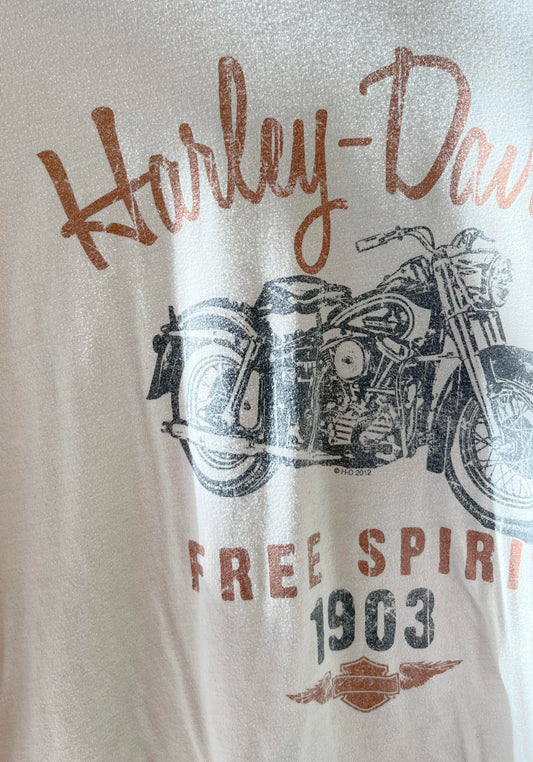 Harley-Dav
© H-D 2012
FREE SPIRI
1903